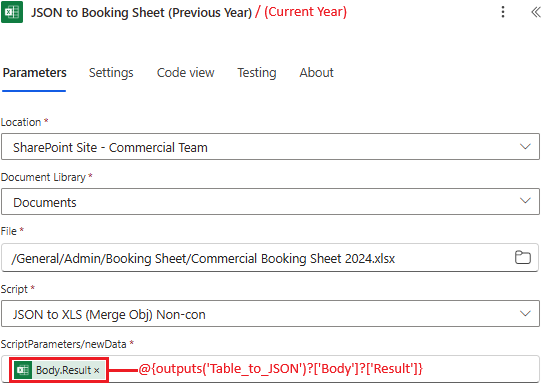 JSON to Booking Sheet (Previous Year) / (Current Year)
Parameters Settings Code view Testing About
Location *
SharePoint Site - Commercial Team
Document Library *
Documents
File *
/General/Admin/Booking Sheet/Commercial Booking Sheet 2024.xlsx
Script *
JSON to XLS (Merge Obj) Non-con
ScriptParameters/newData *
Body.Result × @{outputs('Table_to_JSON')?['Body']?['Result']}